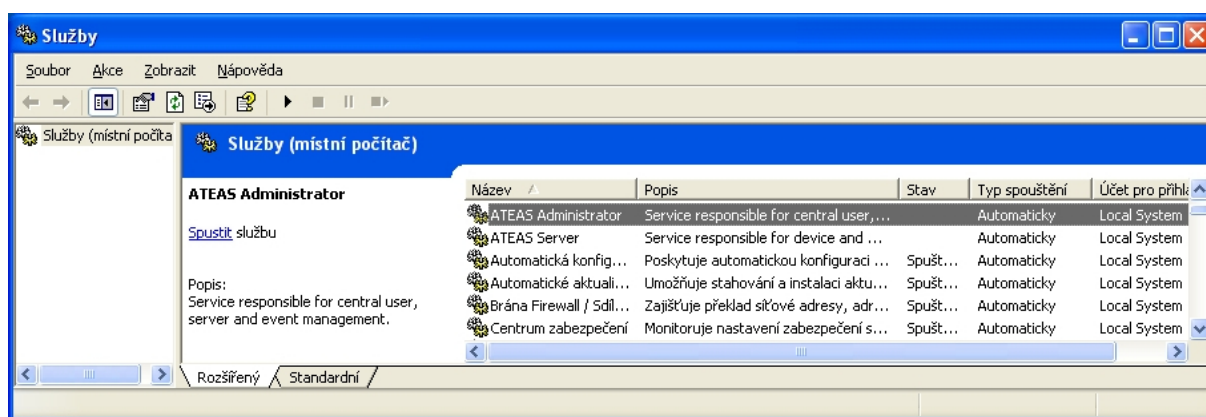 Služby
Soubor Akce Zobrazit Nápověda
Služby (místní počíta
Služby (místní počítač)
ATEAS Administrator
Spustit službu
Popis:
Service responsible for central user,
server and event management.
Název Popis Stav Typ spouštění Účet pro přihla
ATEAS Administrator Service responsible for central user,... Automaticky Local System
ATEAS Server Service responsible for device and ... Automaticky Local System
Automatická konfig... Poskytuje automatickou konfiguraci ... Spušt... Automaticky Local System
Automatické aktuali... Umožňuje stahování a instalaci aktu... Spušt... Automaticky Local System
Brána Firewall / Sdíl... Zajišťuje překlad síťové adresy, adr... Spušt... Automaticky Local System
Centrum zabezpečení Monitoruje nastavení zabezpečení s... Spušt... Automaticky Local System
Rozšířený Standardní